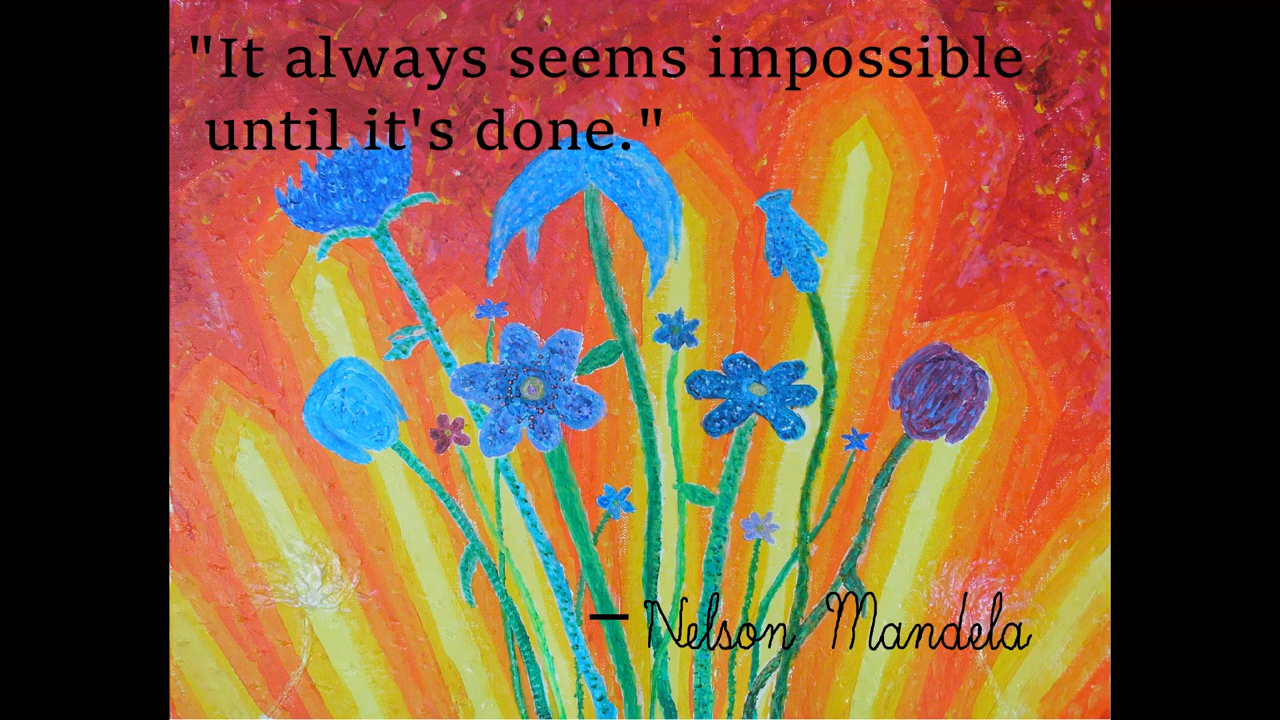 "It always seems impossible
until it's done."
— Nelson Mandela